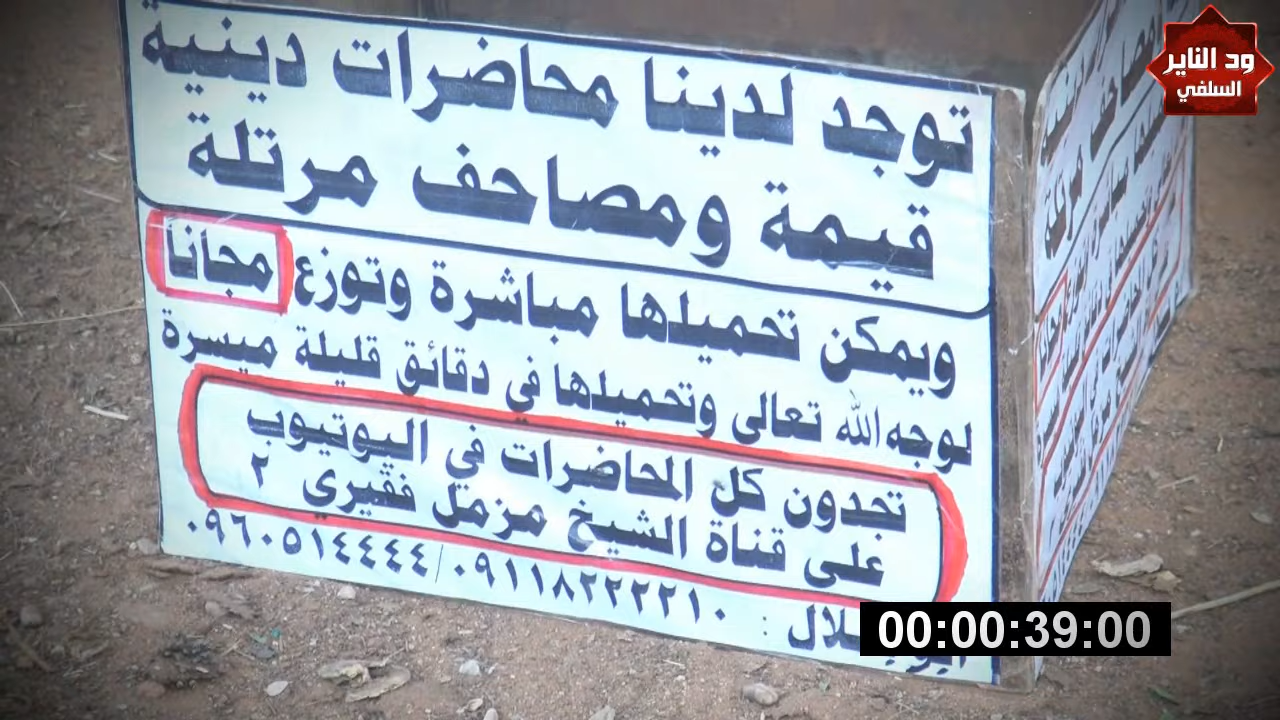 توجد لدينا محاضرات دينية
قيمة ومصاحف مرتلة
ويمكن تحميلها مباشرة وتوزع مجانا
لوجه الله تعالى وتحميلها في دقائق قليلة ميسرة
تجدون كل المحاضرات في اليوتيوب
على قناة الشيخ مزمل فقيري ٢
: ٠٩١١٨٢٢٢٢١٠/٠٩٦٠٥١٤٤٤٤
ود الناير
السلفي
00:00:39:00